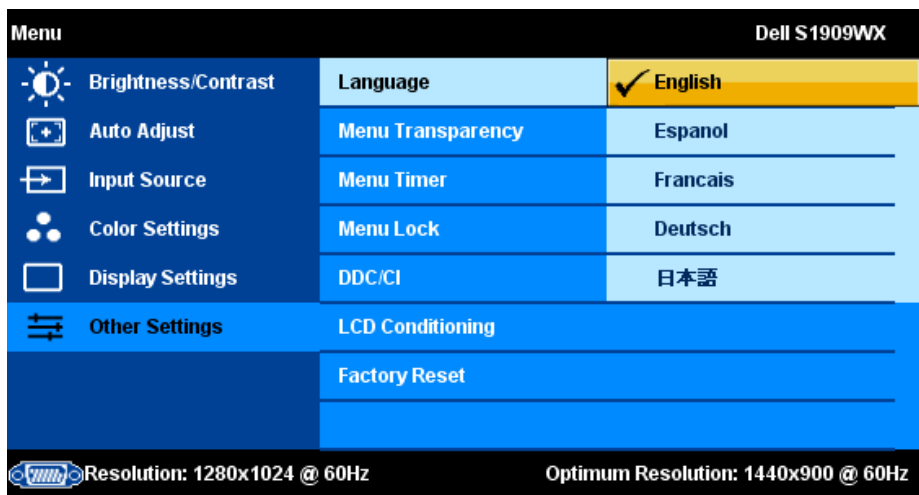 Menu Dell S1909WX
Brightness/Contrast Language English
Auto Adjust Menu Transparency Espanol
Input Source Menu Timer Francais
Color Settings Menu Lock Deutsch
Display Settings DDC/CI 日本語
Other Settings LCD Conditioning
Factory Reset
Resolution: 1280x1024 @ 60Hz Optimum Resolution: 1440x900 @ 60Hz